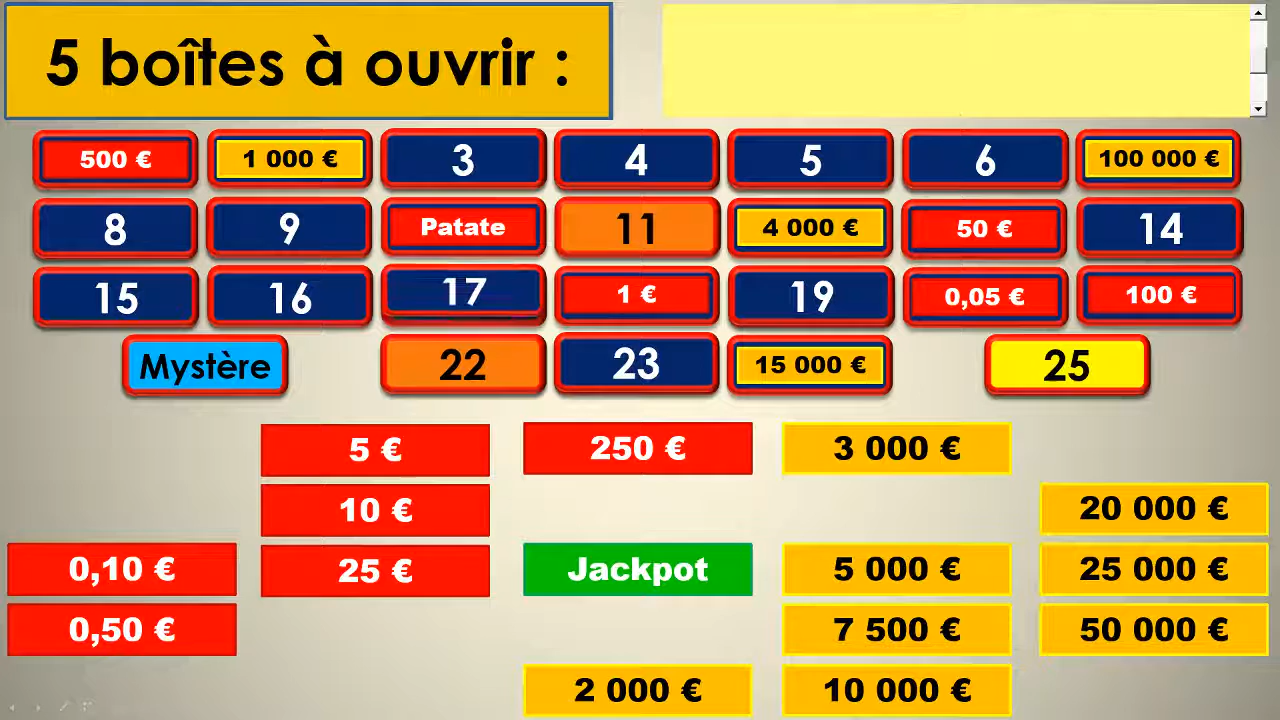 5 boîtes à ouvrir :
500 € 1 000 € 3 4 5 6 100 000 €
8 9 Patate 11 4 000 € 50 € 14
15 16 17 1 € 19 0,05 € 100 €
Mystère 22 23 15 000 € 25
5 € 250 € 3 000 €
10 € 20 000 €
0,10 € 25 € Jackpot 5 000 € 25 000 €
0,50 € 7 500 € 50 000 €
2 000 € 10 000 €